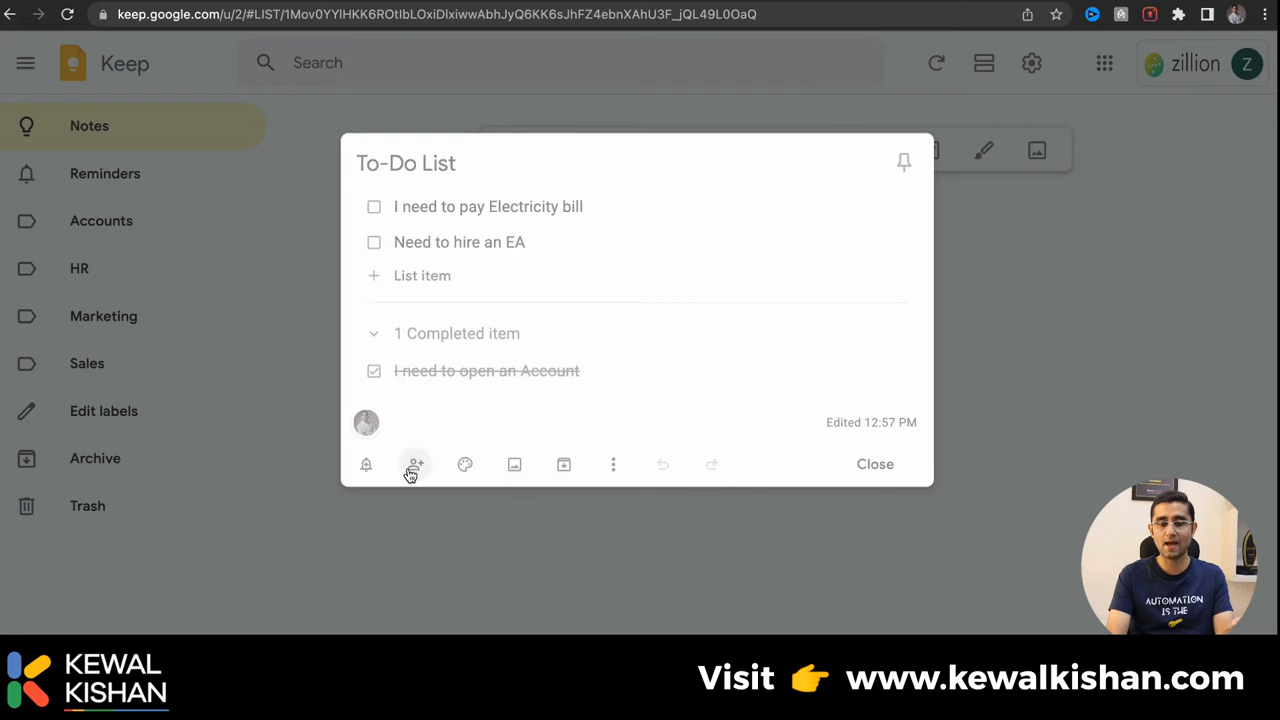 keep.google.com/u/2/#LIST/1Mov0YYlHKK6ROtIbLOxiDlxiwwAbhJyQ6KK6sJhFZ4ebnXAhU3F_jQL49L0OaQ
Keep
Search
zillion
Z
Notes
Reminders
Accounts
HR
Marketing
Sales
Edit labels
Archive
Trash
To-Do List
I need to pay Electricity bill
Need to hire an EA
List item
1 Completed item
I need to open an Account
Edited 12:57 PM
Close
AUTOMATION
IS THE
KEWAL
KISHAN
Visit 👉 www.kewalkishan.com